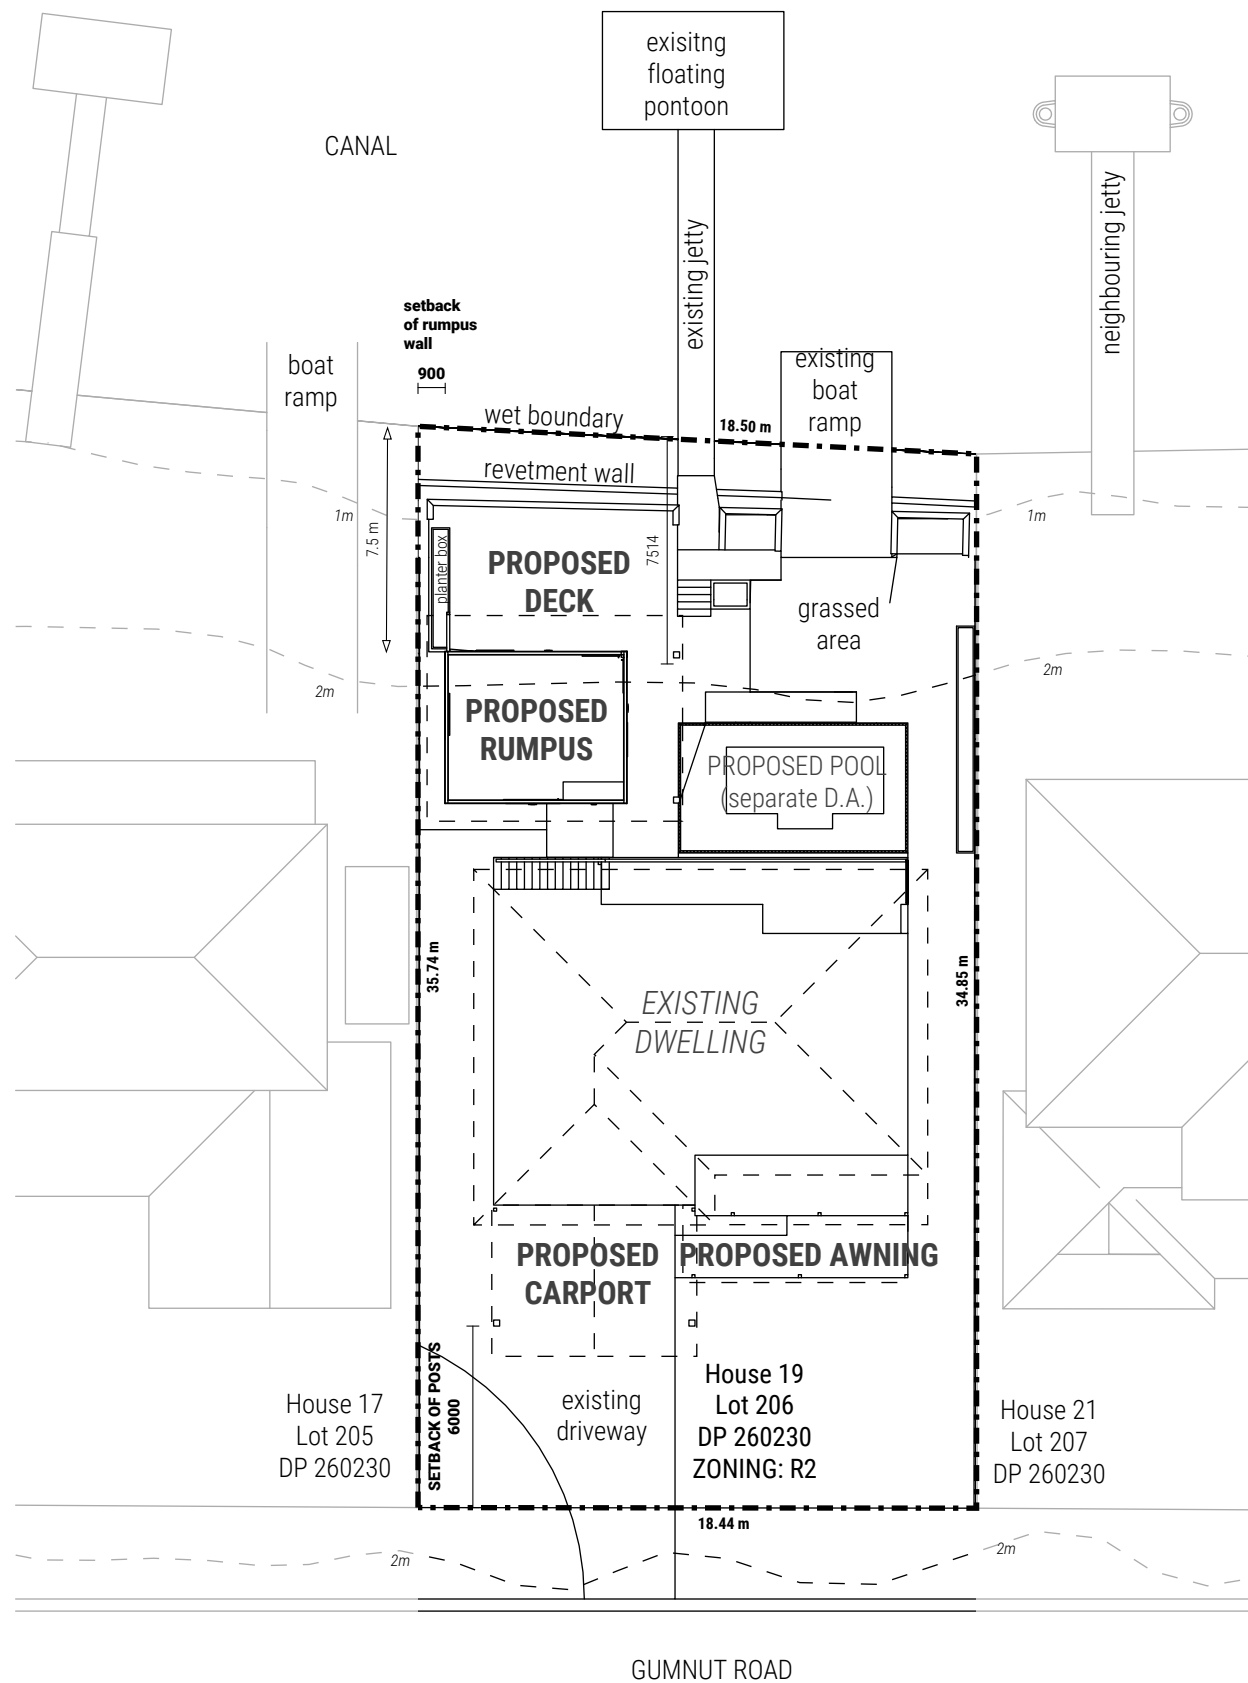 exisitng
floating
pontoon
CANAL
existing jetty
neighbouring jetty
setback
of rumpus
wall
900
boat
ramp
existing
boat
ramp
wet boundary
18.50 m
revetment wall
1m
1m
7.5 m
planter box
PROPOSED
DECK
7514
grassed
area
2m
2m
PROPOSED
RUMPUS
PROPOSED POOL
(separate D.A.)
35.74 m
34.85 m
EXISTING
DWELLING
PROPOSED
CARPORT
PROPOSED AWNING
SETBACK OF POSTS
6000
existing
driveway
House 17
Lot 205
DP 260230
House 19
Lot 206
DP 260230
ZONING: R2
House 21
Lot 207
DP 260230
18.44 m
2m
2m
GUMNUT ROAD